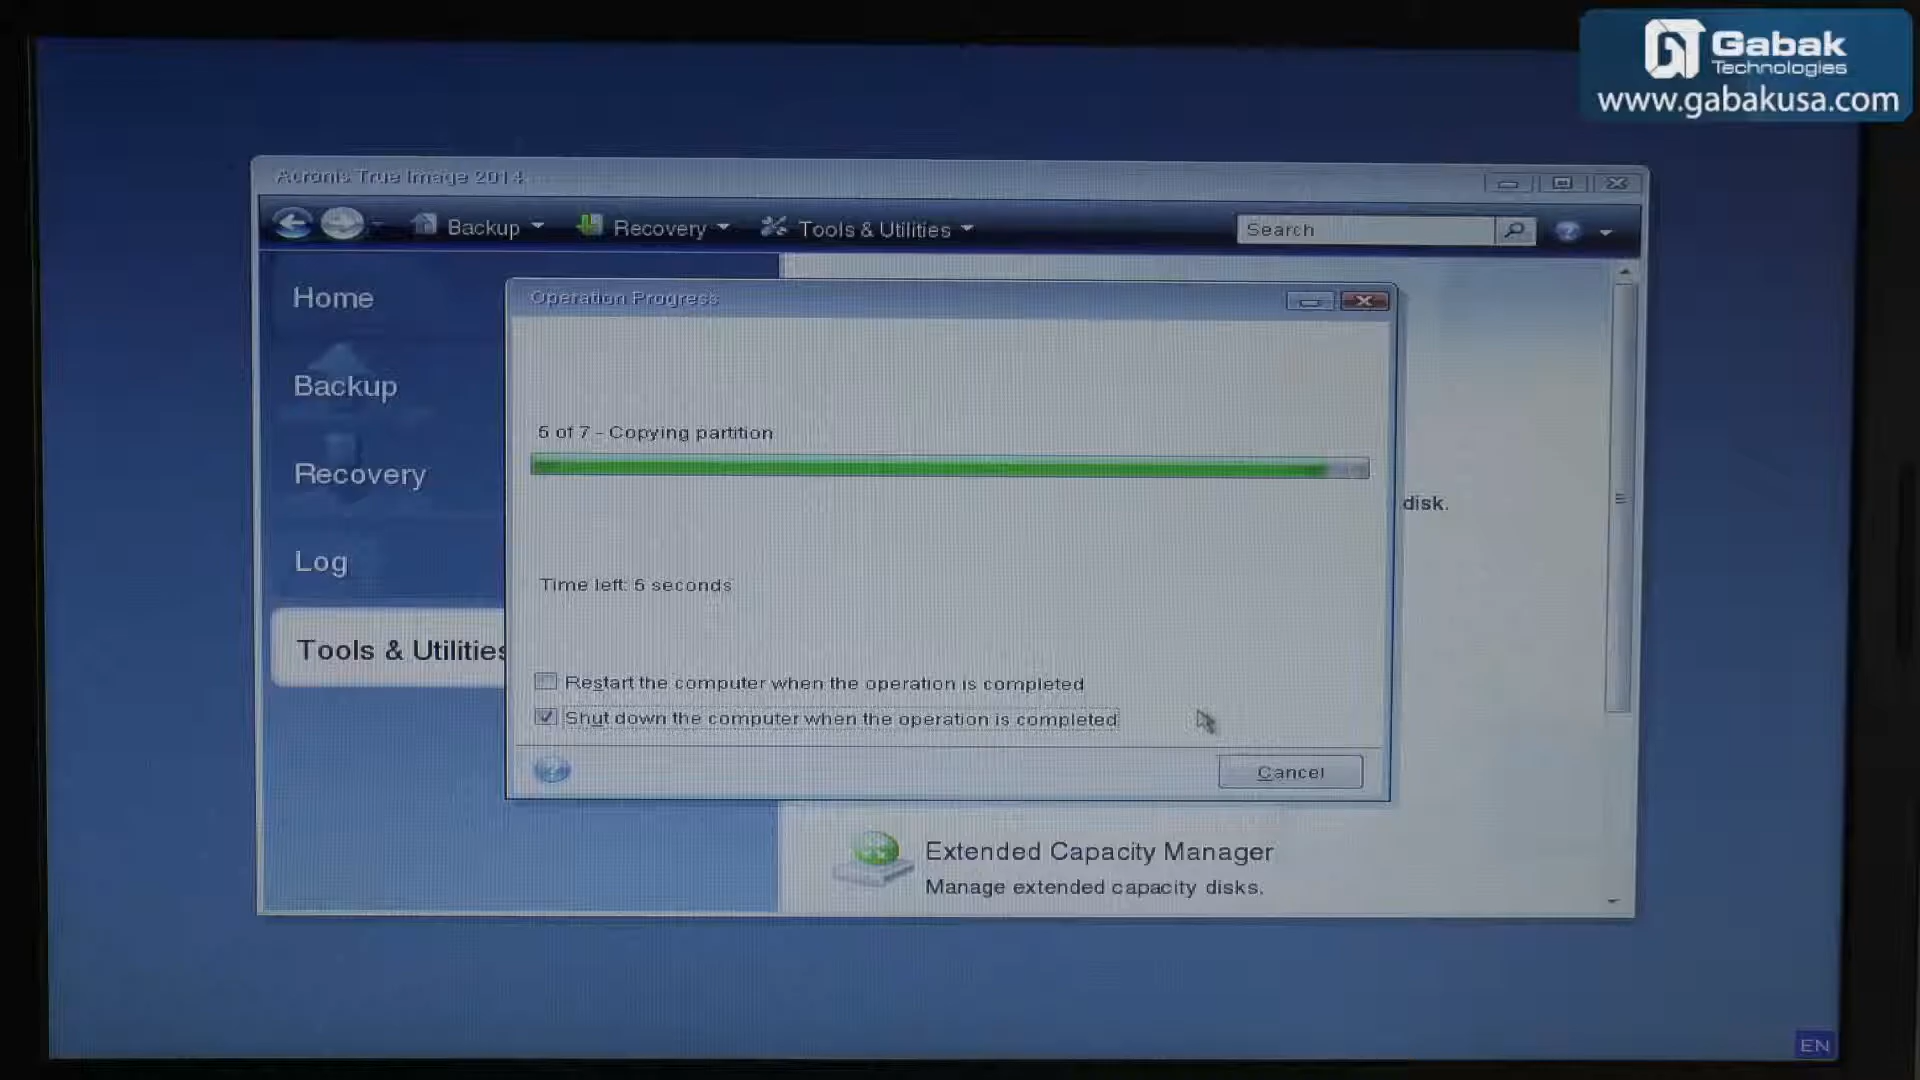 Gabak
Technologies
www.gabakusa.com
Acronis True Image 2014
Backup
Recovery
Tools & Utilities
Search
Home
Operation Progress
Backup
5 of 7 - Copying partition
Recovery
disk.
Log
Time left: 5 seconds
Tools & Utilities
Restart the computer when the operation is completed
Shut down the computer when the operation is completed
Cancel
Extended Capacity Manager
Manage extended capacity disks.
EN